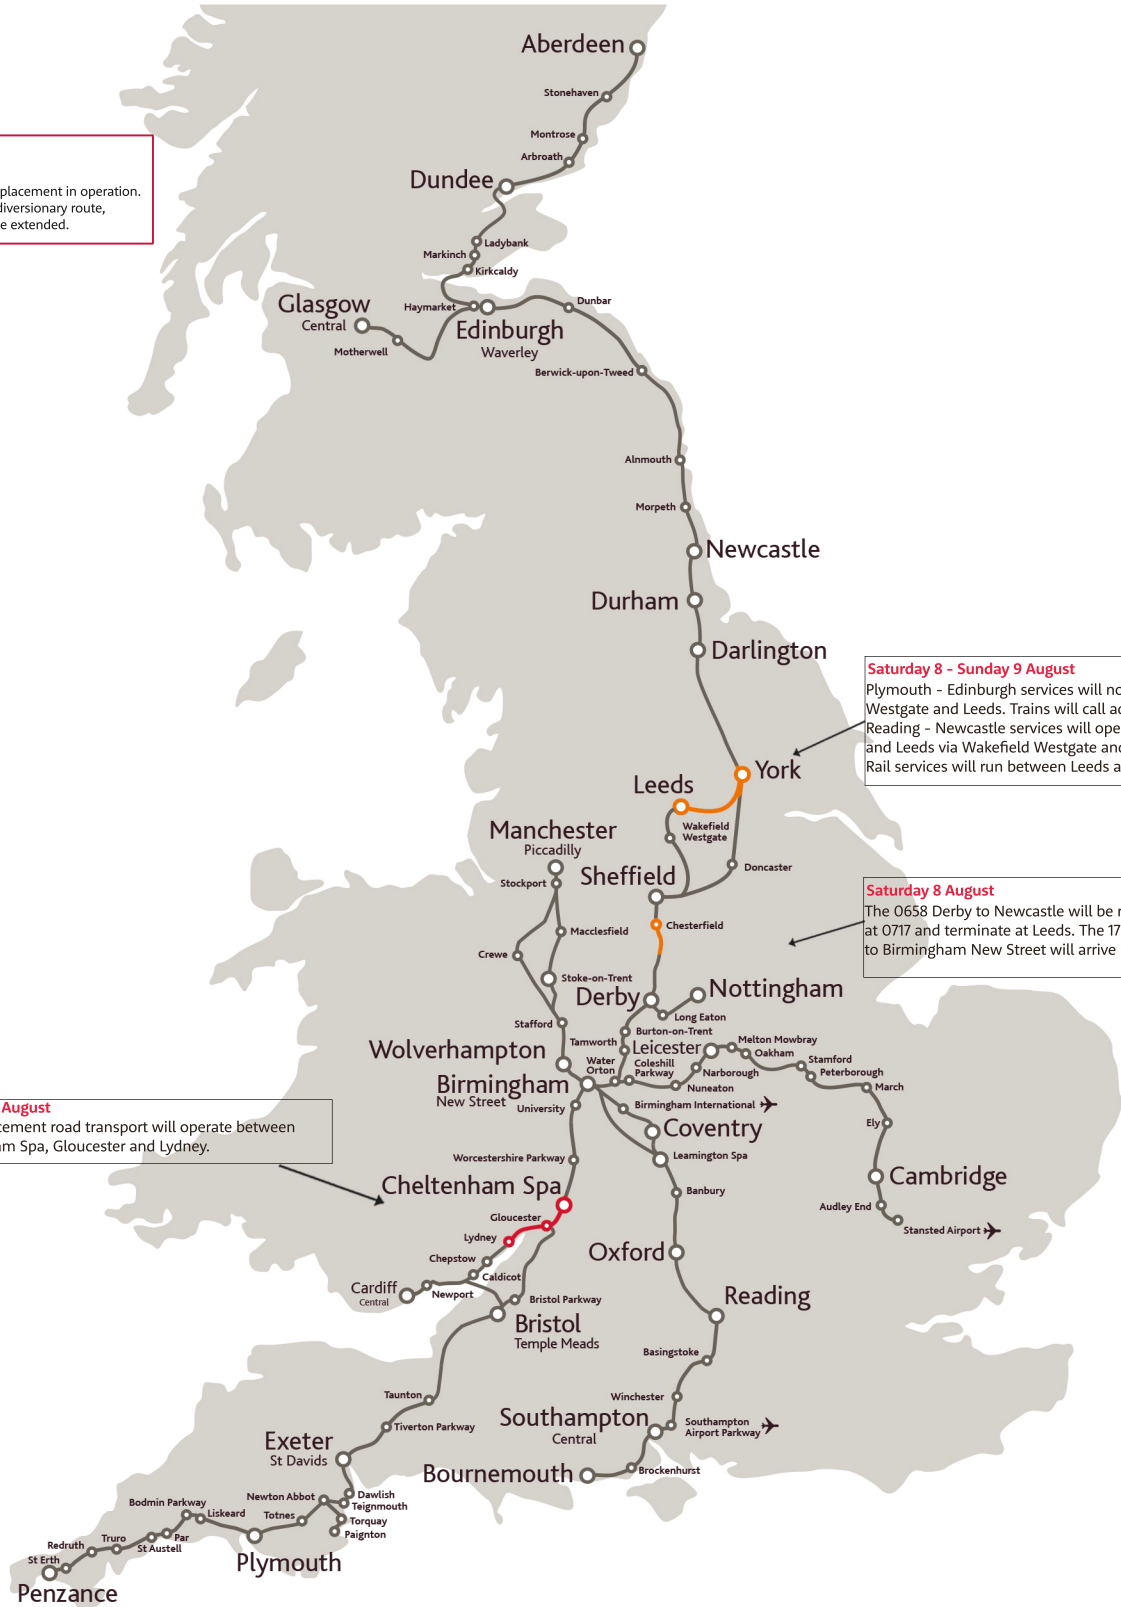 Aberdeen
Stonehaven
Montrose
Arbroath
Dundee
placement in operation.
diversionary route,
e extended.
Ladybank
Markinch
Kirkcaldy
Glasgow
Central
Haymarket
Dunbar
Edinburgh
Waverley
Motherwell
Berwick-upon-Tweed
Alnmouth
Morpeth
Newcastle
Durham
Darlington
Saturday 8 - Sunday 9 August
Plymouth - Edinburgh services will no
Westgate and Leeds. Trains will call a
Reading - Newcastle services will ope
and Leeds via Wakefield Westgate an
Rail services will run between Leeds a
York
Leeds
Wakefield
Westgate
Manchester
Piccadilly
Stockport
Doncaster
Sheffield
Saturday 8 August
The 0658 Derby to Newcastle will be r
at 0717 and terminate at Leeds. The 17
to Birmingham New Street will arrive
Chesterfield
Macclesfield
Crewe
Stoke-on-Trent
Derby
Nottingham
Long Eaton
Stafford
Burton-on-Trent
Tamworth
Leicester
Melton Mowbray
Oakham
Stamford
Peterborough
March
Wolverhampton
Water
Orton
Coleshill
Parkway
Narborough
Nuneaton
Birmingham
New Street
University
Birmingham International
Coventry
Ely
August
cement road transport will operate between
am Spa, Gloucester and Lydney.
Worcestershire Parkway
Leamington Spa
Cambridge
Cheltenham Spa
Banbury
Audley End
Gloucester
Stansted Airport
Lydney
Chepstow
Oxford
Caldicot
Cardiff
Central
Newport
Bristol Parkway
Reading
Bristol
Temple Meads
Basingstoke
Taunton
Winchester
Tiverton Parkway
Southampton
Central
Southampton
Airport Parkway
Exeter
St Davids
Bournemouth
Brockenhurst
Newton Abbot
Dawlish
Teignmouth
Bodmin Parkway
Liskeard
Totnes
Torquay
Paignton
Redruth
Truro
Par
St Austell
St Erth
Plymouth
Penzance